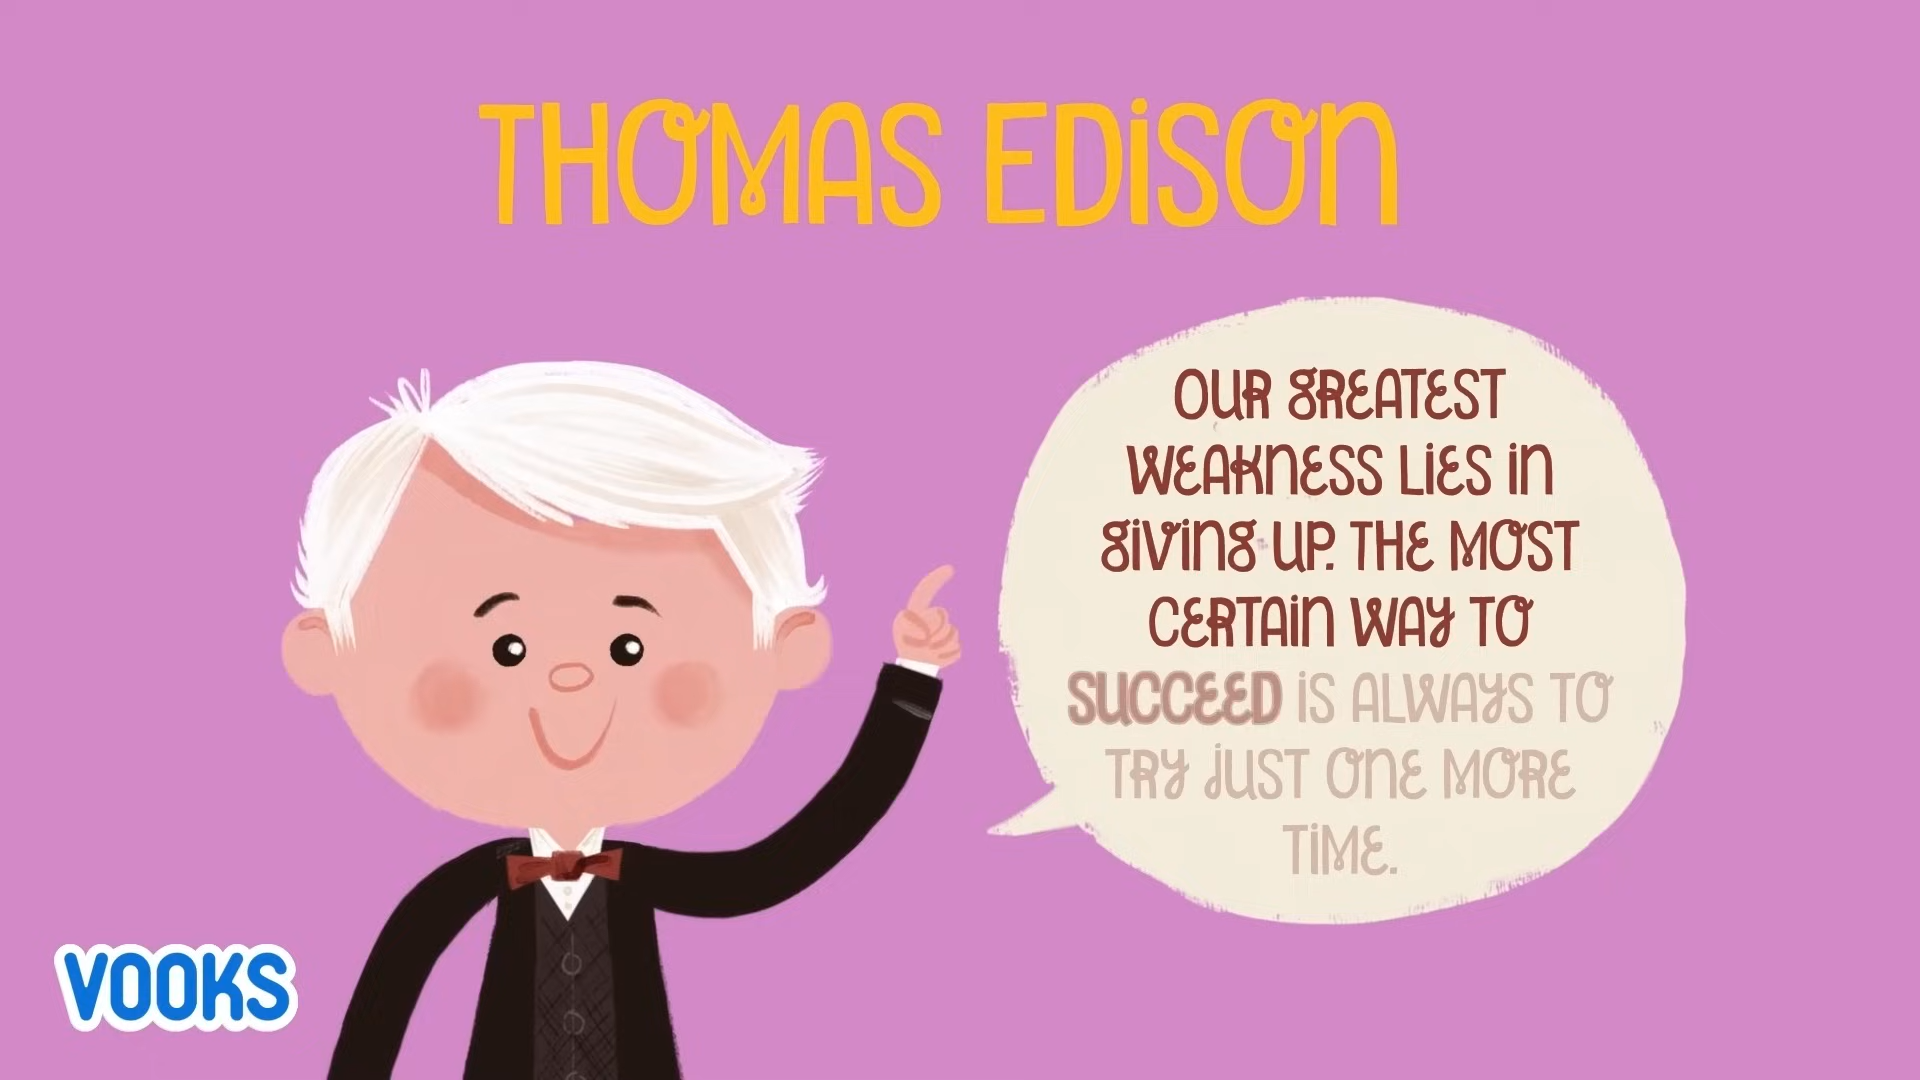 THOMAS EDISON
OUR GREATEST
WEAKNESS LIES IN
GIVING UP. THE MOST
CERTAIN WAY TO
SUCCEED IS ALWAYS TO
TRY JUST ONE MORE
TIME.
VOOKS